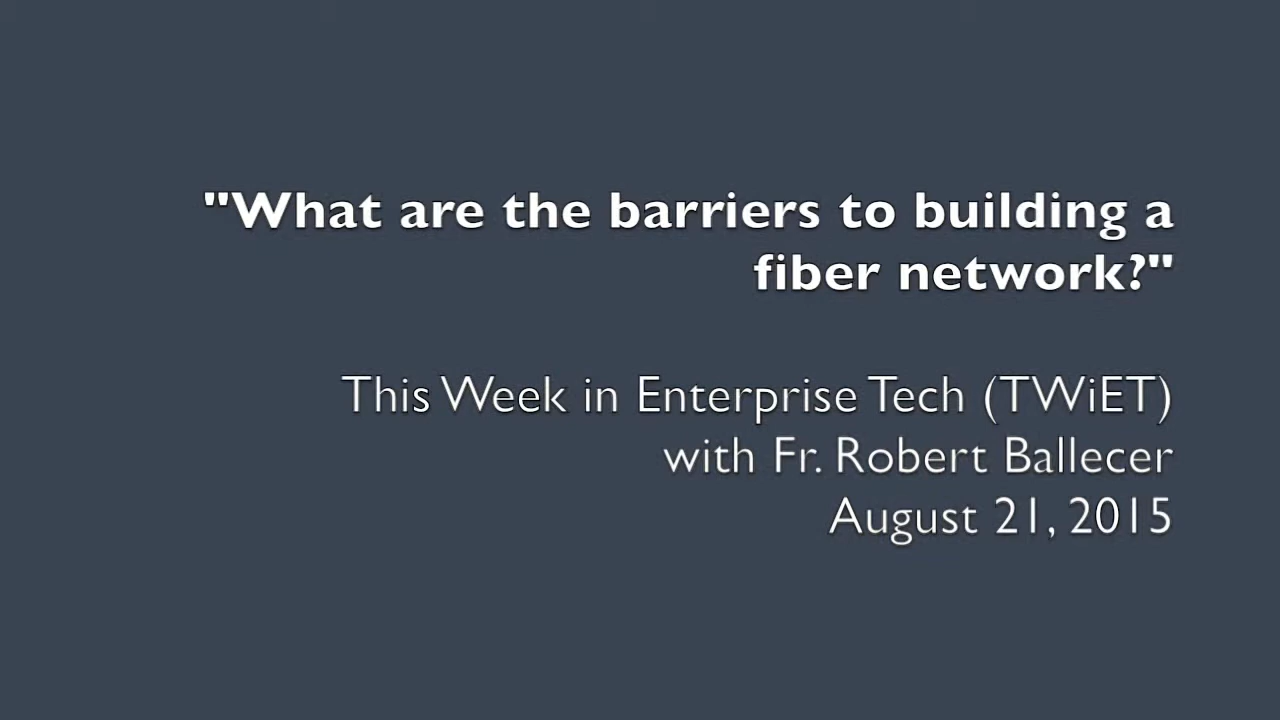 "What are the barriers to building a
fiber network?"
This Week in Enterprise Tech (TWiET)
with Fr. Robert Ballecer
August 21, 2015